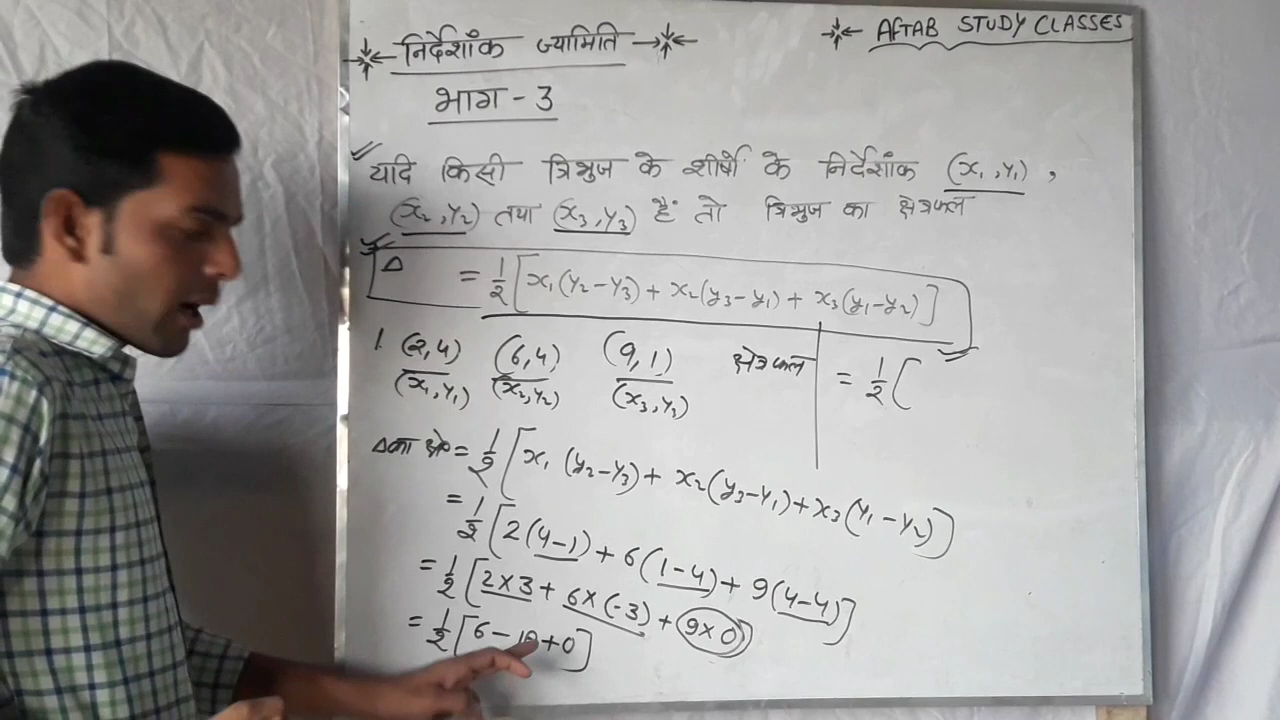 निर्देशांक ज्यामिति
AFTAB STUDY CLASSES
भाग - 3
यदि किसी त्रिभुज के शीर्षों के निर्देशांक (x₁, y₁) ,
(x₂, y₂) तथा (x₃, y₃) हैं तो त्रिभुज का क्षेत्रफल
Δ = 1/2 [x₁(y₂-y₃) + x₂(y₃-y₁) + x₃(y₁-y₂)]
1. (2,4) (6,4) (9,1) क्षेत्रफल
(x₁, y₁) (x₂, y₂) (x₃, y₃)
= 1/2 (
Δ का क्षे० = 1/2 [x₁ (y₂-y₃) + x₂(y₃-y₁) + x₃(y₁-y₂)]
= 1/2 [2(4-1) + 6(1-4) + 9(4-4)]
= 1/2 [2×3 + 6×(-3) + 9×0]
= 1/2 [6 - 18 + 0]